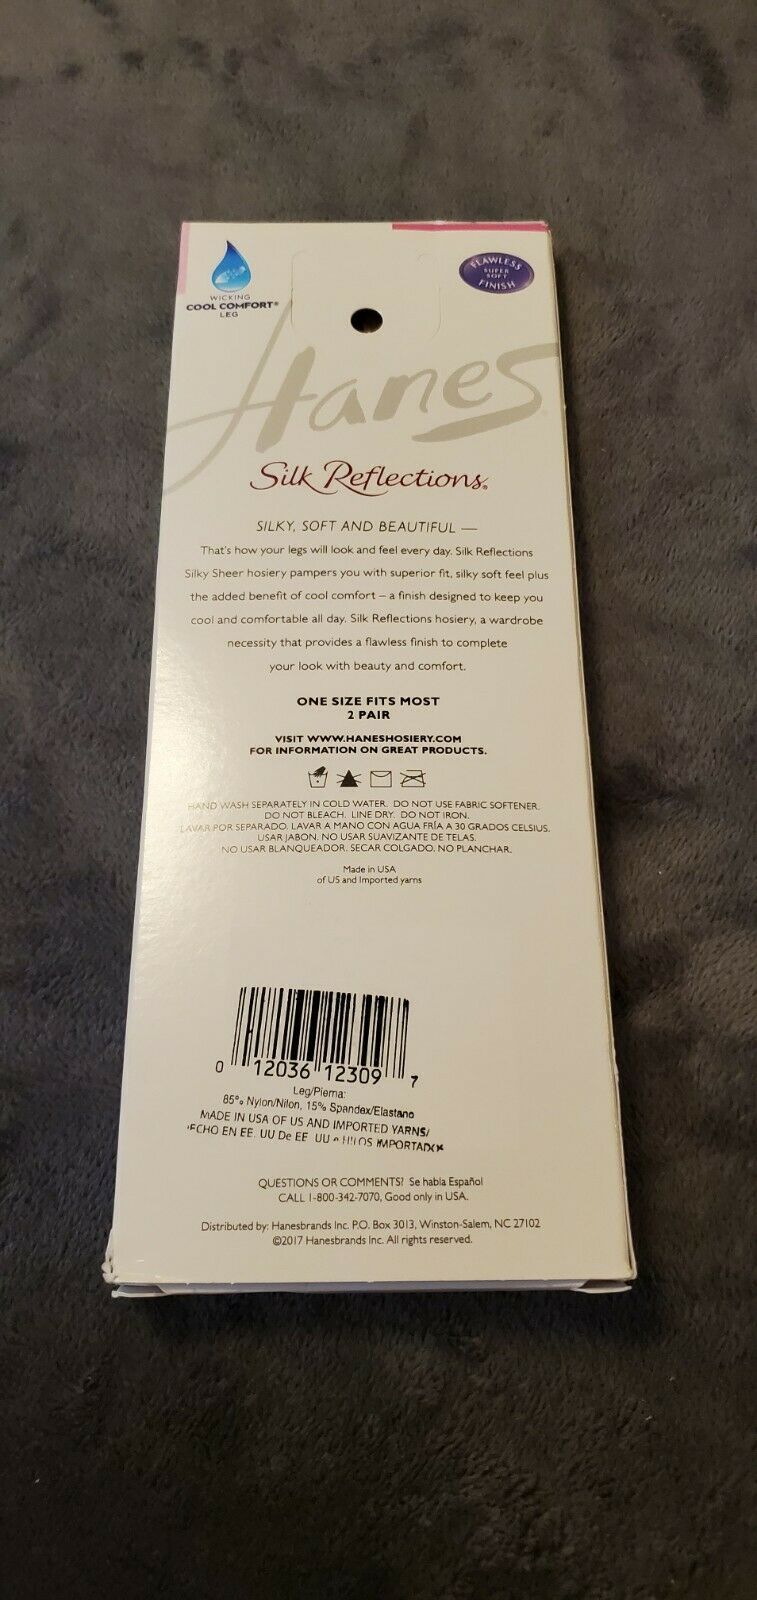 WICKING
COOL COMFORT®
LEG
FLAWLESS
SUPER
SOFT
FINISH
Hanes®
Silk Reflections®
SILKY, SOFT AND BEAUTIFUL —
That's how your legs will look and feel every day. Silk Reflections
Silky Sheer hosiery pampers you with superior fit, silky soft feel plus
the added benefit of cool comfort – a finish designed to keep you
cool and comfortable all day. Silk Reflections hosiery, a wardrobe
necessity that provides a flawless finish to complete
your look with beauty and comfort.
ONE SIZE FITS MOST
2 PAIR
VISIT WWW.HANESHOSIERY.COM
FOR INFORMATION ON GREAT PRODUCTS.
HAND WASH SEPARATELY IN COLD WATER. DO NOT USE FABRIC SOFTENER.
DO NOT BLEACH. LINE DRY. DO NOT IRON.
LAVAR POR SEPARADO. LAVAR A MANO CON AGUA FRÍA A 30 GRADOS CELSIUS.
USAR JABON. NO USAR SUAVIZANTE DE TELAS.
NO USAR BLANQUEADOR. SECAR COLGADO. NO PLANCHAR.
Made in USA
of US and Imported yarns
0 12036 12309 7
Leg/Pierna:
85% Nylon/Nilon, 15% Spandex/Elastano
MADE IN USA OF US AND IMPORTED YARNS/
ECHO EN EE. UU De EE UU e HILOS IMPORTADOS
QUESTIONS OR COMMENTS? Se habla Español
CALL 1-800-342-7070, Good only in USA.
Distributed by: Hanesbrands Inc. P.O. Box 3013, Winston-Salem, NC 27102
©2017 Hanesbrands Inc. All rights reserved.